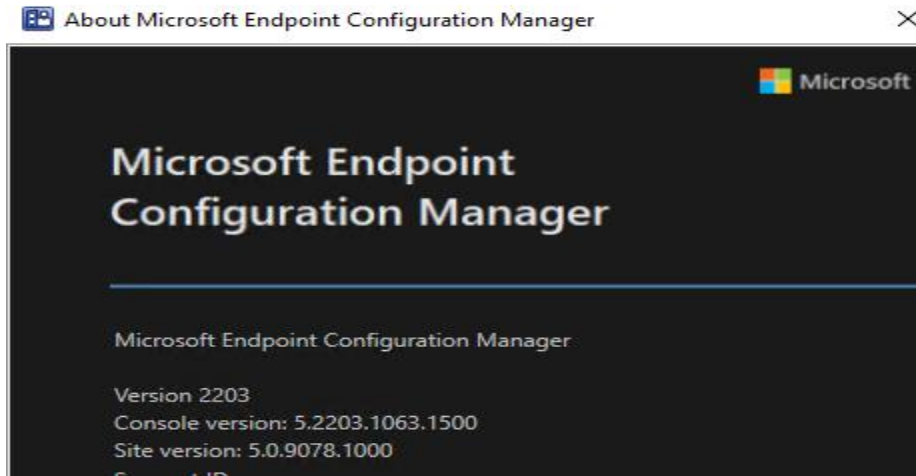 About Microsoft Endpoint Configuration Manager
Microsoft
Microsoft Endpoint
Configuration Manager
Microsoft Endpoint Configuration Manager
Version 2203
Console version: 5.2203.1063.1500
Site version: 5.0.9078.1000